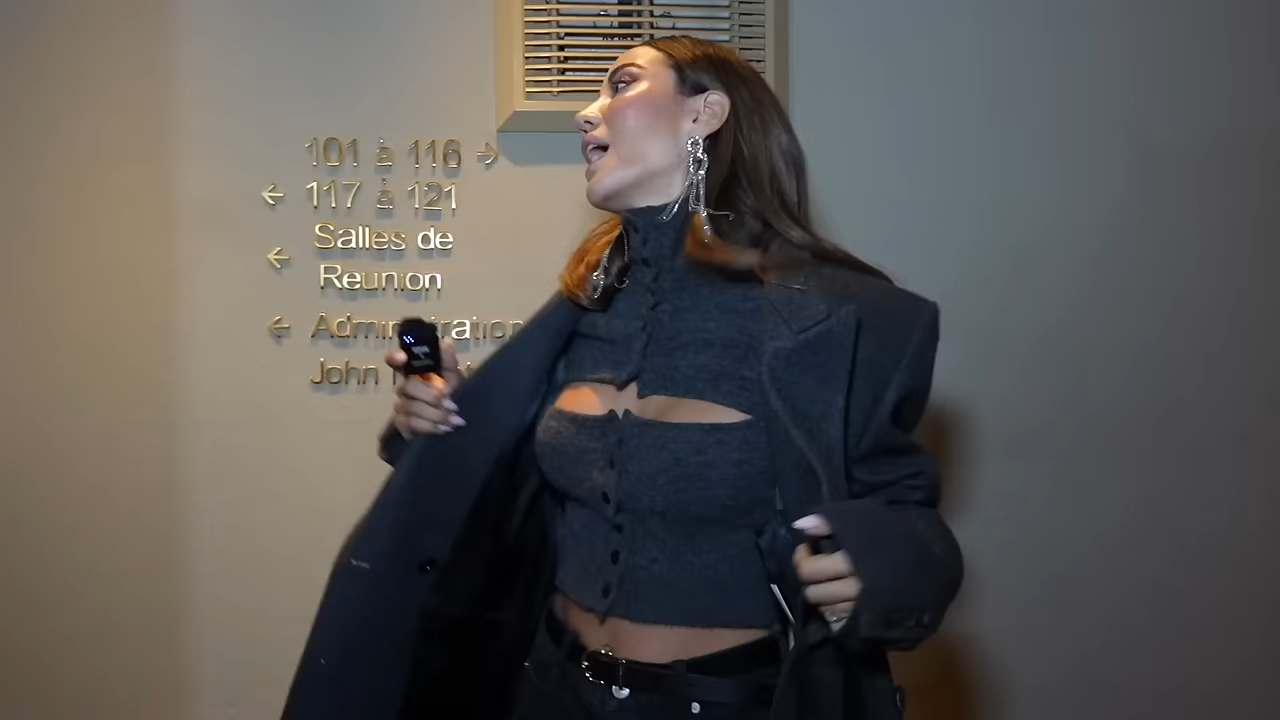 101 à 116 →
← 117 à 121
Salles de
← Reunion
← Administration
John